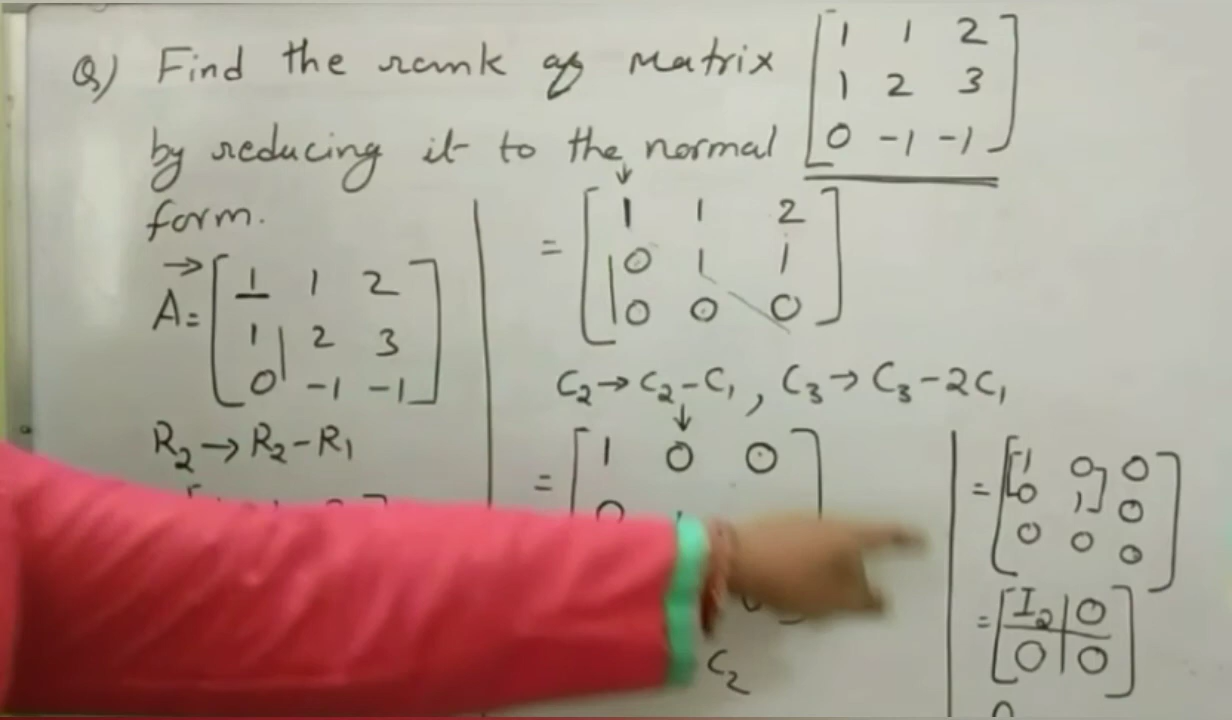 Q) Find the rank of Matrix [1 1 2
1 2 3
0 -1 -1]
by reducing it to the normal
form.
A = [1 1 2
1 2 3
0 -1 -1]
R₂ → R₂ - R₁
= [1 1 2
0 1 1
0 0 0]
C₂ → C₂ - C₁, C₃ → C₃ - 2C₁
= [1 0 0
0
C₂
= [1 0 0
0 1 0
0 0 0]
= [I₂ | 0
0 | 0]